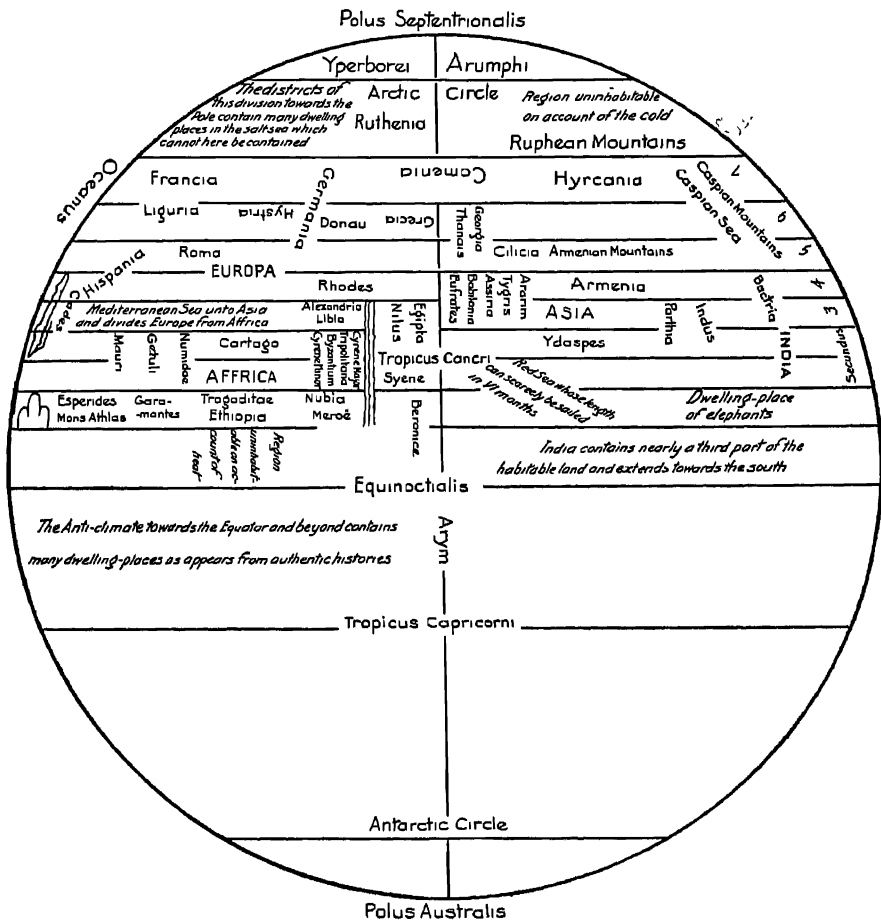 Polus Septentrionalis
Yperborei Arumphi
The districts of
this division towards the
Pole contain many dwelling
places in the salt sea which
cannot here be contained
Arctic Circle
Ruthenia
Region uninhabitable
on account of the cold
Ruphean Mountains
Oceanus
Francia
Germania
Comenia
Hyrcania
Caspian Mountains
Caspian Sea
7
Liguria
Hystria
Donau
Grecia
Georgia
Thanais
6
Roma
Cilicia Armenian Mountains
5
Hispania
EUROPA
Gades
Rhodes
Eufrates
Babilonia
Assiria
Tygris
Ararim
Armenia
Bactria
4
Mediterranean Sea unto Asia
and divides Europe from Affrica
Alexandria
Libia
Nilus
Egipta
ASIA
Parthia
Indus
INDIA
3
Mauri
Getuli
Numidae
Cartago
Cyrene Major
Tripolitana
Byzantium
Cyrene Minor
Ydaspes
Secundus
AFFRICA
Tropicus Cancri
Syene
Red Sea whose length
can scarcely be sailed
in VI months
Esperides
Mons Athlas
Gara-
mantes
Trogaditae
Ethiopia
Nubia
Meroë
Beronice
Dwelling-place
of elephants
Region
uninhabit-
able on ac-
count of
heat
India contains nearly a third part of the
habitable land and extends towards the south
Equinoctialis
The Anti-climate towards the Equator and beyond contains
many dwelling-places as appears from authentic histories
Arym
Tropicus Capricorni
Antarctic Circle
Polus Australis